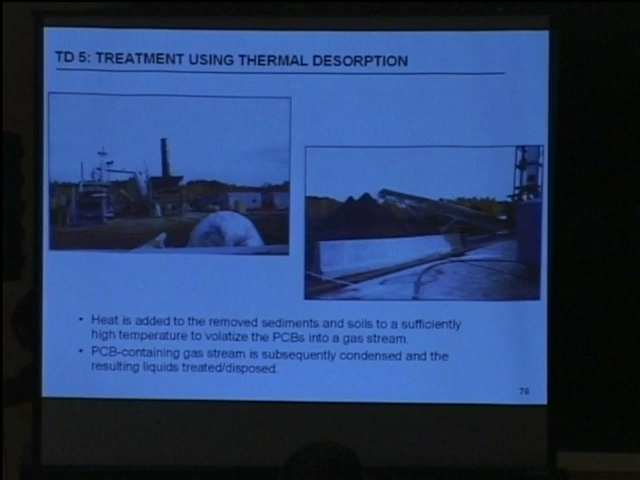 TD 5: TREATMENT USING THERMAL DESORPTION
• Heat is added to the removed sediments and soils to a sufficiently
high temperature to volatize the PCBs into a gas stream.
• PCB-containing gas stream is subsequently condensed and the
resulting liquids treated/disposed.
76